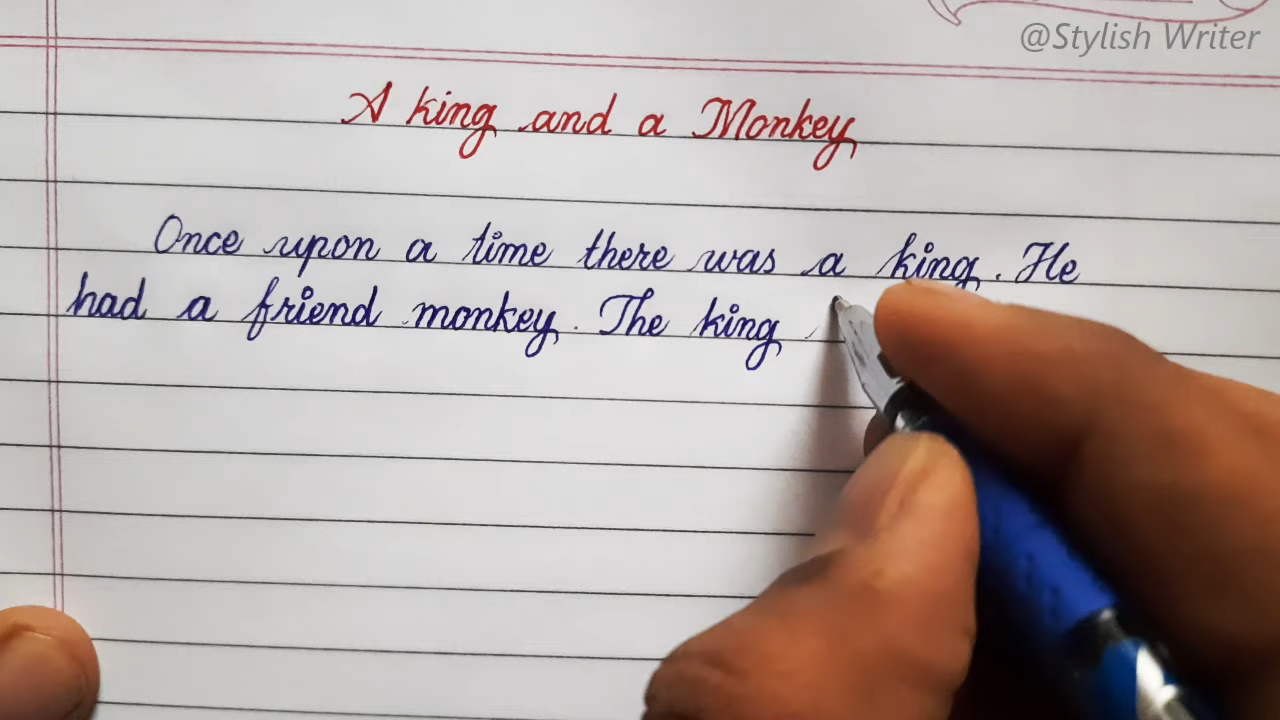 @Stylish Writer
A king and a Monkey
Once upon a time there was a king. He
had a friend monkey. The king